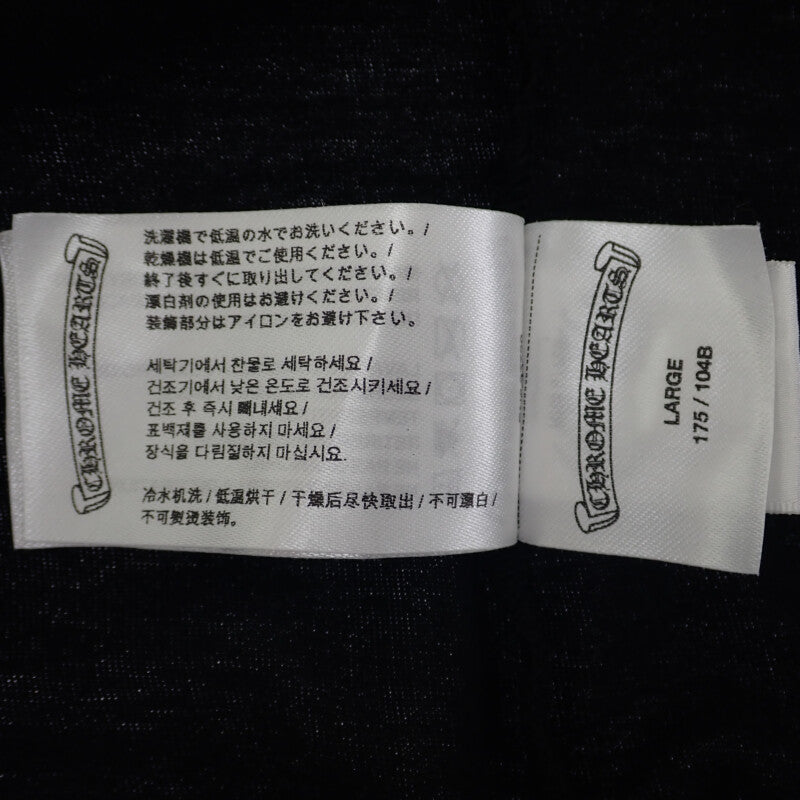 CHROME HEARTS
洗濯機で低温の水でお洗いください。/
乾燥機は低温でご使用ください。/
終了後すぐに取り出してください。/
漂白剤の使用はお避けください。/
装飾部分はアイロンをお避け下さい。
세탁기에서 찬물로 세탁하세요 /
건조기에서 낮은 온도로 건조시키세요 /
건조 후 즉시 빼내세요 /
표백제를 사용하지 마세요 /
장식을 다림질하지 마십시요.
冷水机洗 / 低温烘干 / 干燥后尽快取出 / 不可漂白 /
不可熨烫装饰。
CHROME HEARTS
LARGE
175 / 104B